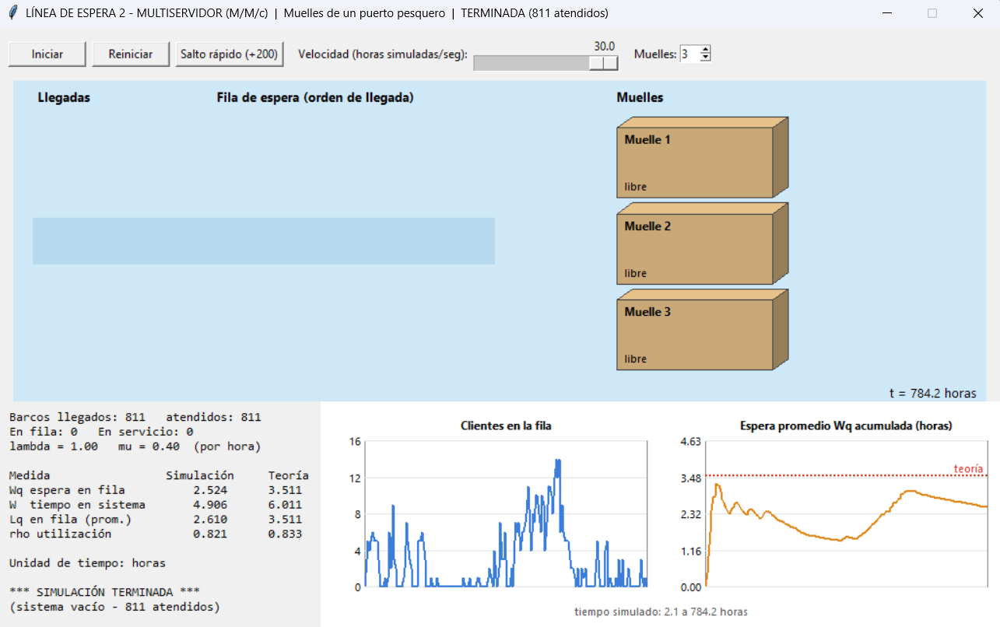 LÍNEA DE ESPERA 2 - MULTISERVIDOR (M/M/c) | Muelles de un puerto pesquero | TERMINADA (811 atendidos)
Iniciar Reiniciar Salto rápido (+200) Velocidad (horas simuladas/seg): 30.0 Muelles: 3
Llegadas Fila de espera (orden de llegada) Muelles
Muelle 1
libre
Muelle 2
libre
Muelle 3
libre
t = 784.2 horas
Barcos llegados: 811 atendidos: 811
En fila: 0 En servicio: 0
lambda = 1.00 mu = 0.40 (por hora)
Medida Simulación Teoría
Wq espera en fila 2.524 3.511
W tiempo en sistema 4.906 6.011
Lq en fila (prom.) 2.610 3.511
rho utilización 0.821 0.833
Unidad de tiempo: horas
*** SIMULACIÓN TERMINADA ***
(sistema vacío - 811 atendidos)
Clientes en la fila
16
12
8
4
0
Espera promedio Wq acumulada (horas)
4.63
teoría
3.48
2.32
1.16
0.00
tiempo simulado: 2.1 a 784.2 horas